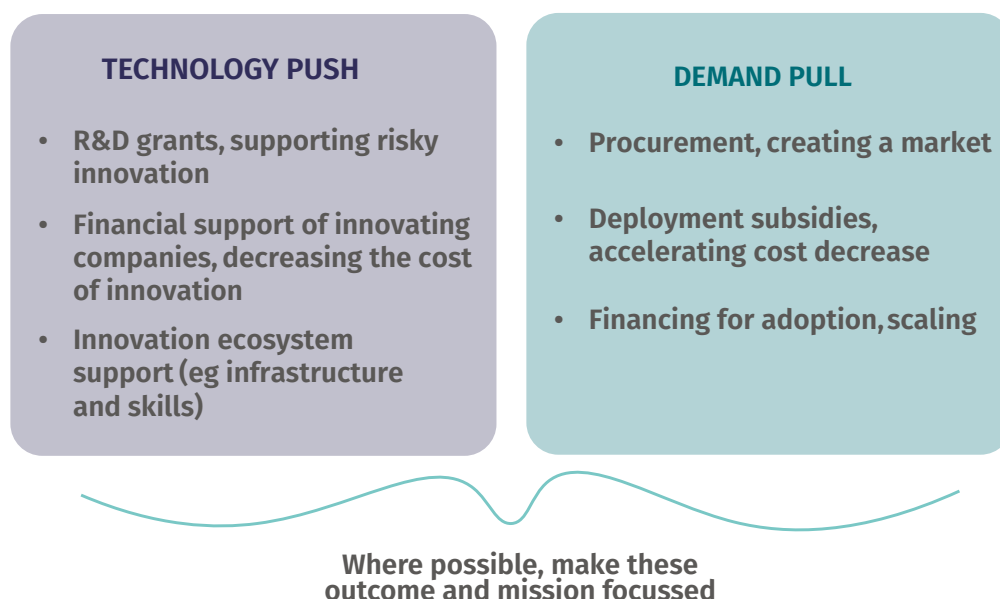 TECHNOLOGY PUSH
• R&D grants, supporting risky
innovation
• Financial support of innovating
companies, decreasing the cost
of innovation
• Innovation ecosystem
support (eg infrastructure
and skills)
DEMAND PULL
• Procurement, creating a market
• Deployment subsidies,
accelerating cost decrease
• Financing for adoption, scaling
Where possible, make these
outcome and mission focussed